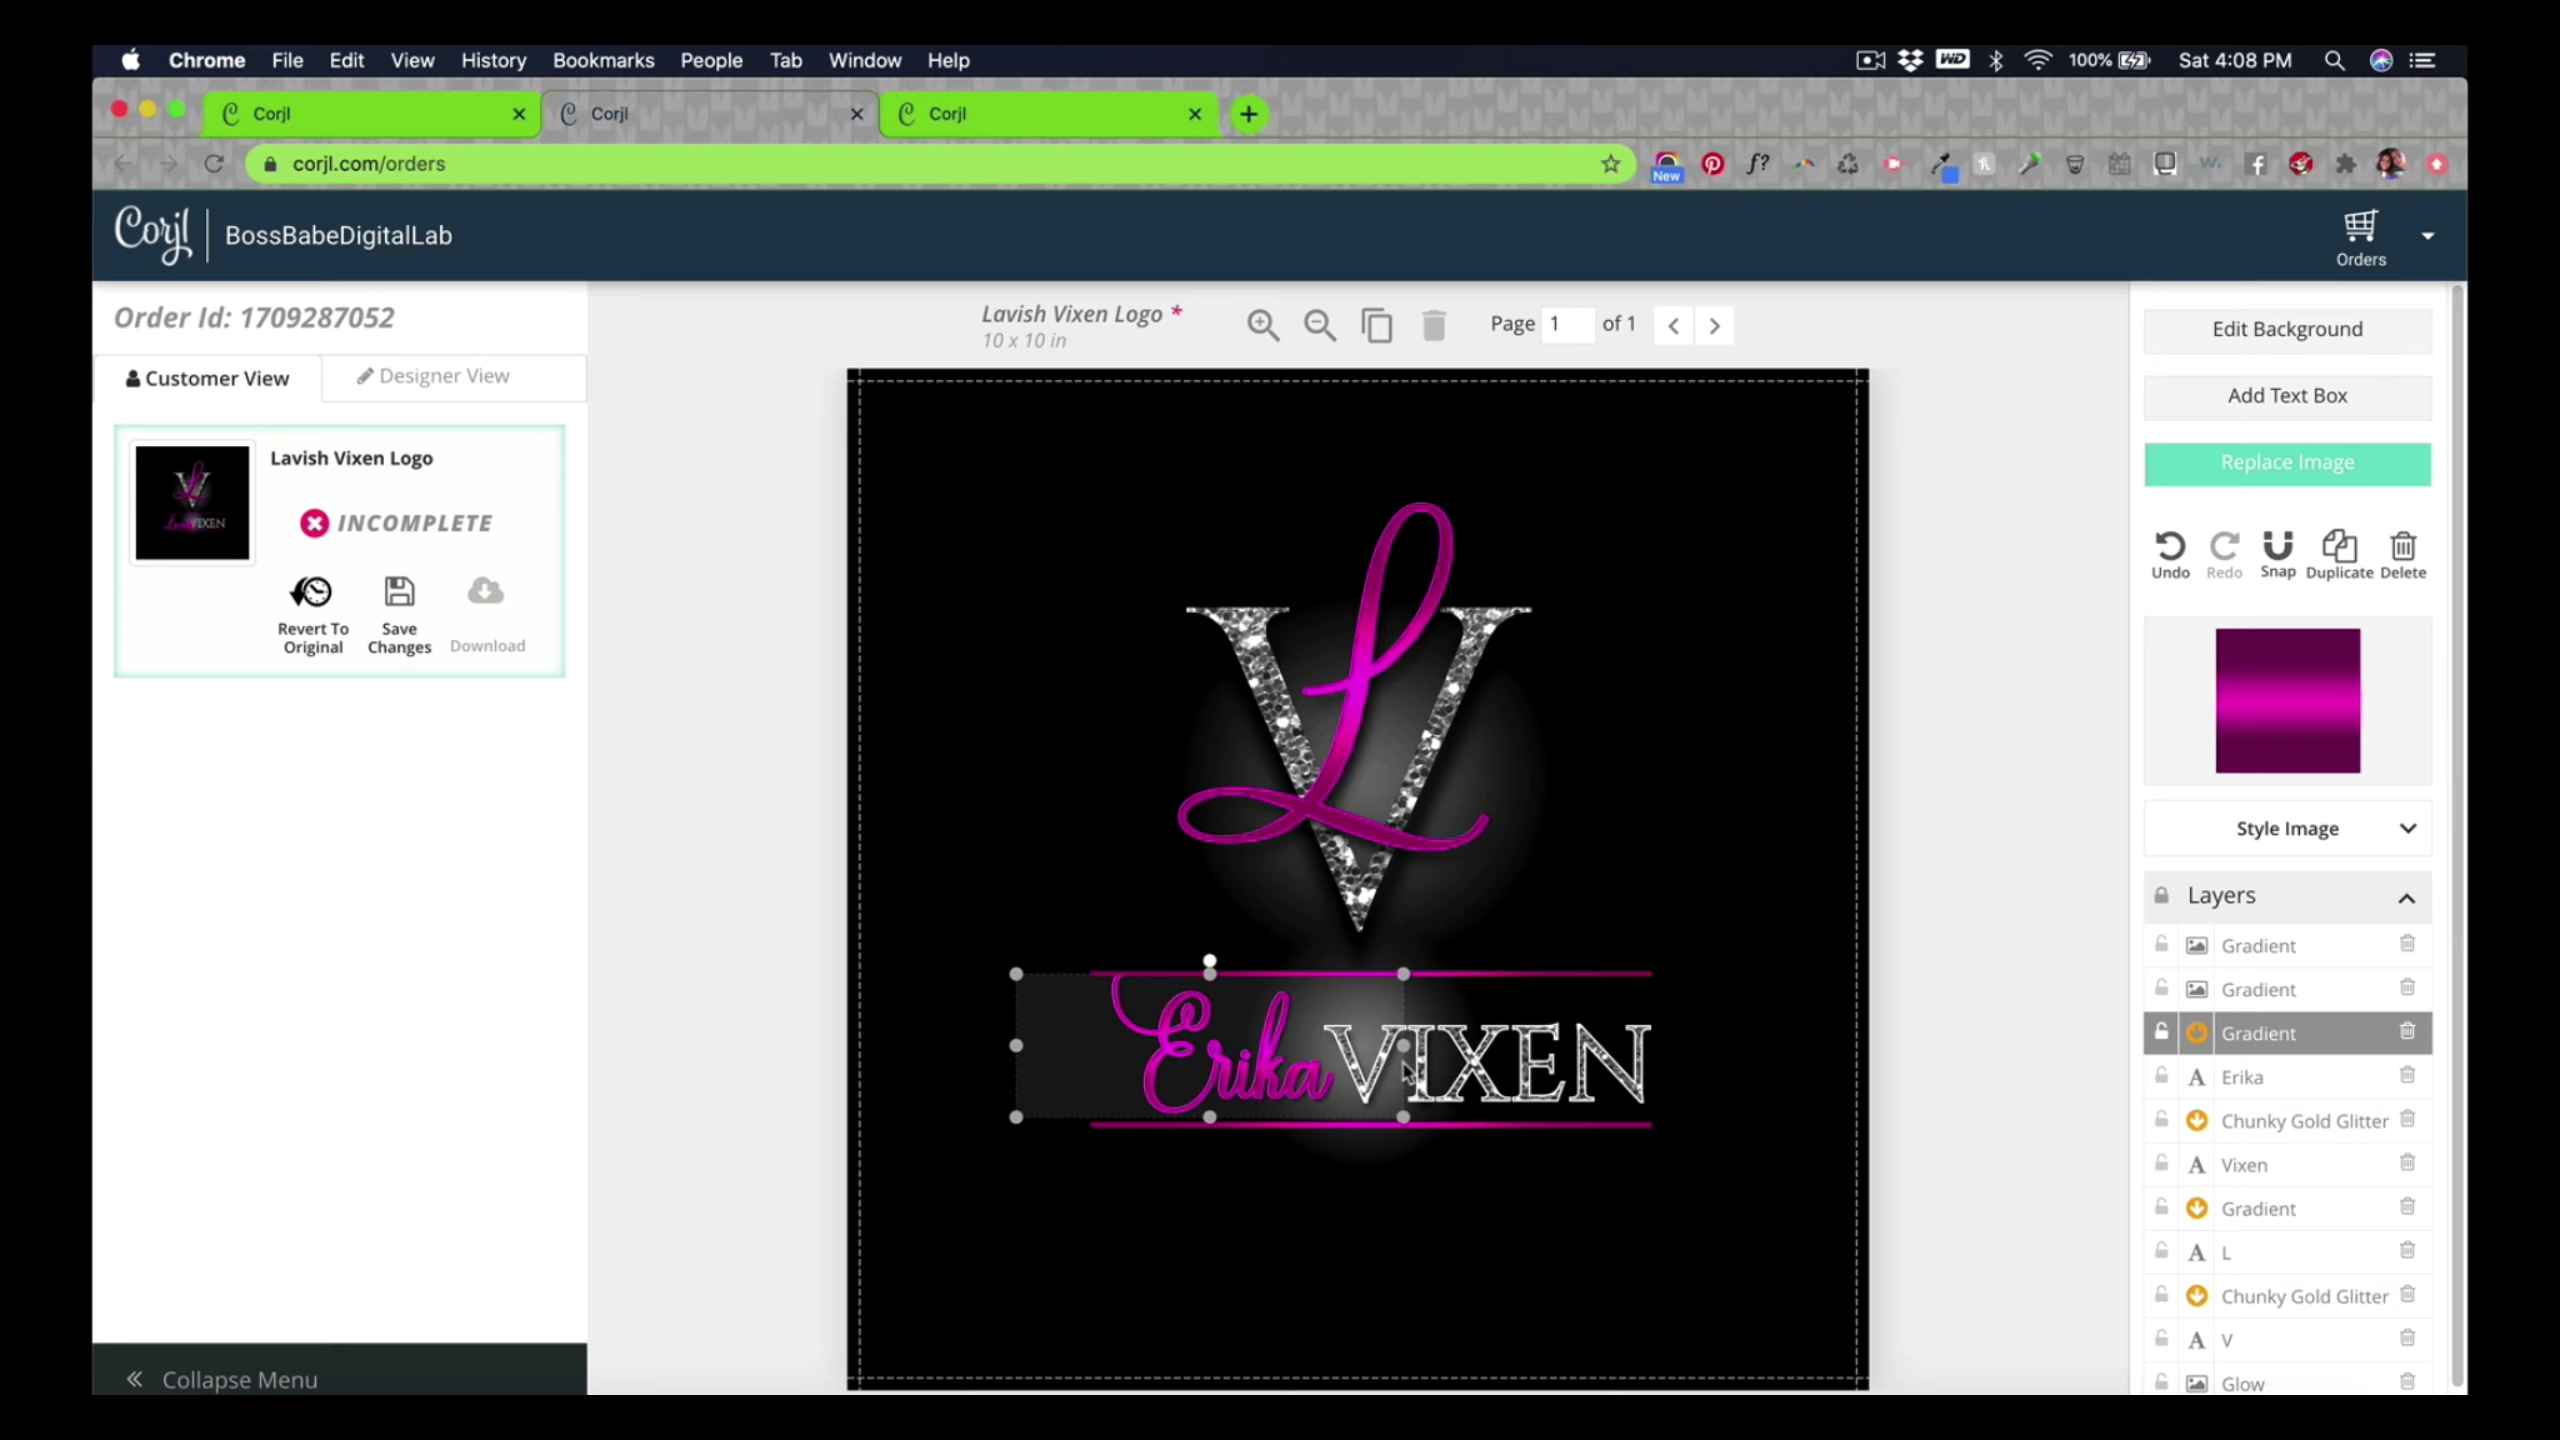 Chrome File Edit View History Bookmarks People Tab Window Help
WD 100% Sat 4:08 PM
Corjl Corjl Corjl
corjl.com/orders
New
f?
Corjl BossBabeDigitalLab
Orders
Order Id: 1709287052
Customer View
Designer View
Lavish Vixen Logo
INCOMPLETE
Revert To Original
Save Changes
Download
Collapse Menu
Lavish Vixen Logo *
10 x 10 in
Page 1 of 1
L
V
Erika VIXEN
Edit Background
Add Text Box
Replace Image
Undo Redo Snap Duplicate Delete
Style Image
Layers
Gradient
Gradient
Gradient
A Erika
Chunky Gold Glitter
A Vixen
Gradient
A L
Chunky Gold Glitter
A V
Glow